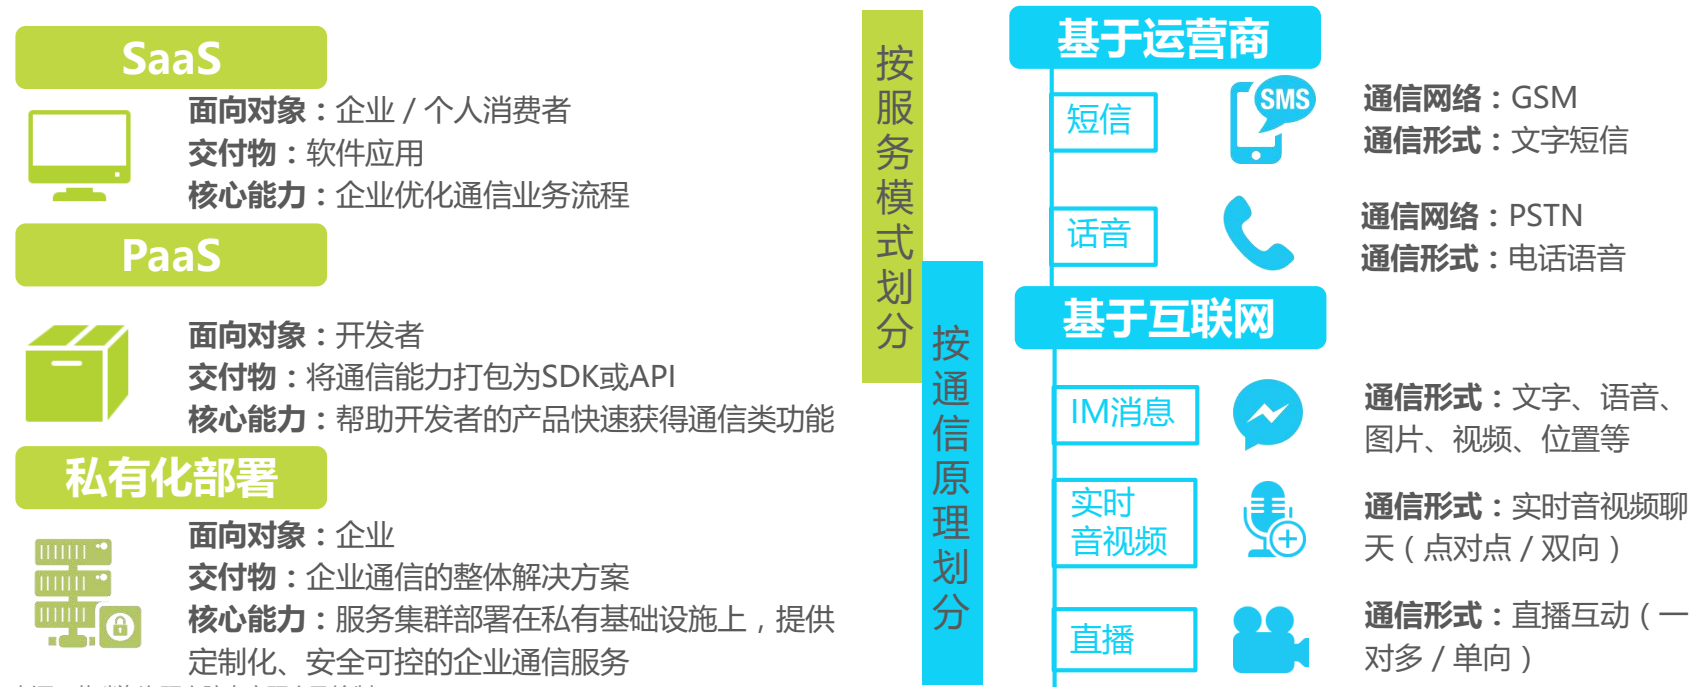 SaaS
面向对象：企业 / 个人消费者
交付物：软件应用
核心能力：企业优化通信业务流程
PaaS
面向对象：开发者
交付物：将通信能力打包为SDK或API
核心能力：帮助开发者的产品快速获得通信类功能
私有化部署
面向对象：企业
交付物：企业通信的整体解决方案
核心能力：服务集群部署在私有基础设施上，提供
定制化、安全可控的企业通信服务
按服务模式划分
按通信原理划分
基于运营商
短信
SMS
通信网络：GSM
通信形式：文字短信
话音
通信网络：PSTN
通信形式：电话语音
基于互联网
IM消息
通信形式：文字、语音、
图片、视频、位置等
实时
音视频
通信形式：实时音视频聊
天（点对点 / 双向）
直播
通信形式：直播互动（一
对多 / 单向）